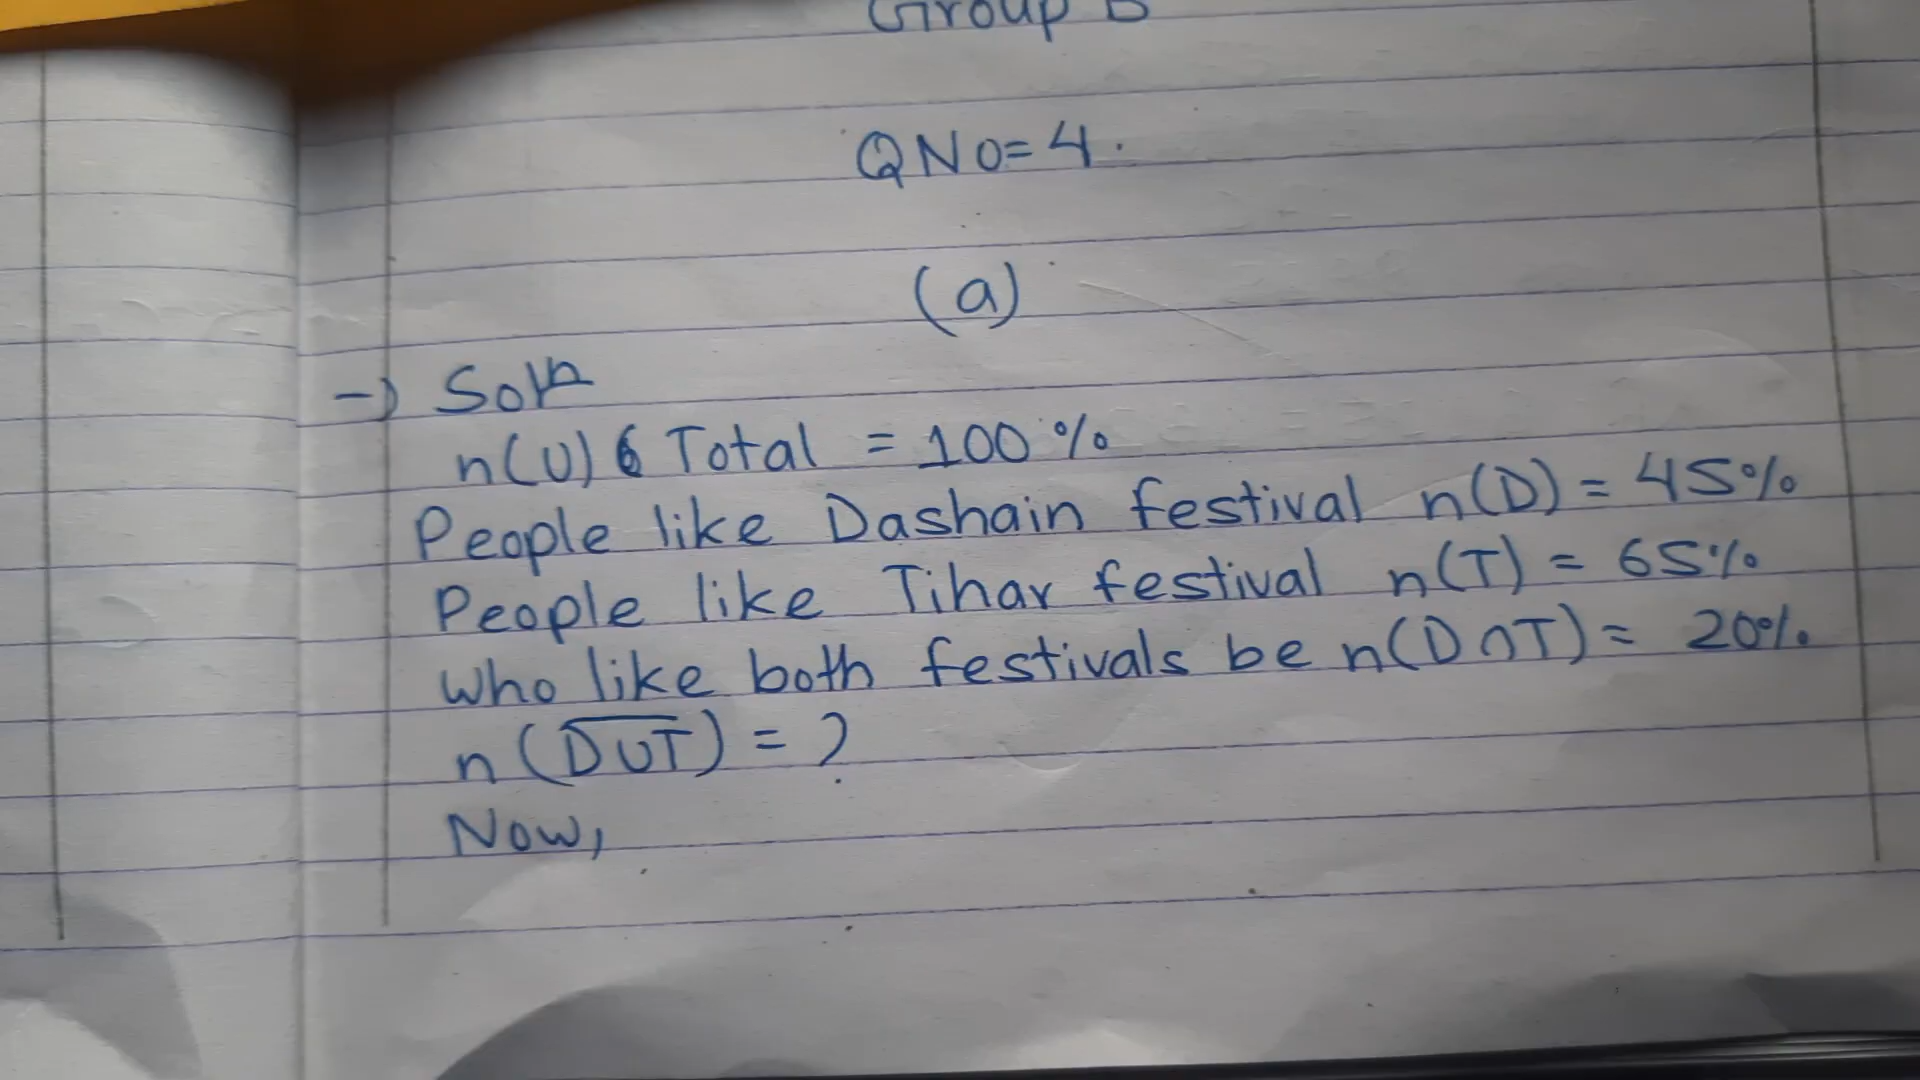 Group B
QNo=4.
(a)
→ Soln
n(U) 6 Total = 100%
People like Dashain festival n(D) = 45%
People like Tihar festival n(T) = 65%
who like both festivals be n(D∩T) = 20%
n(D̅U̅T̅) = ?
Now,